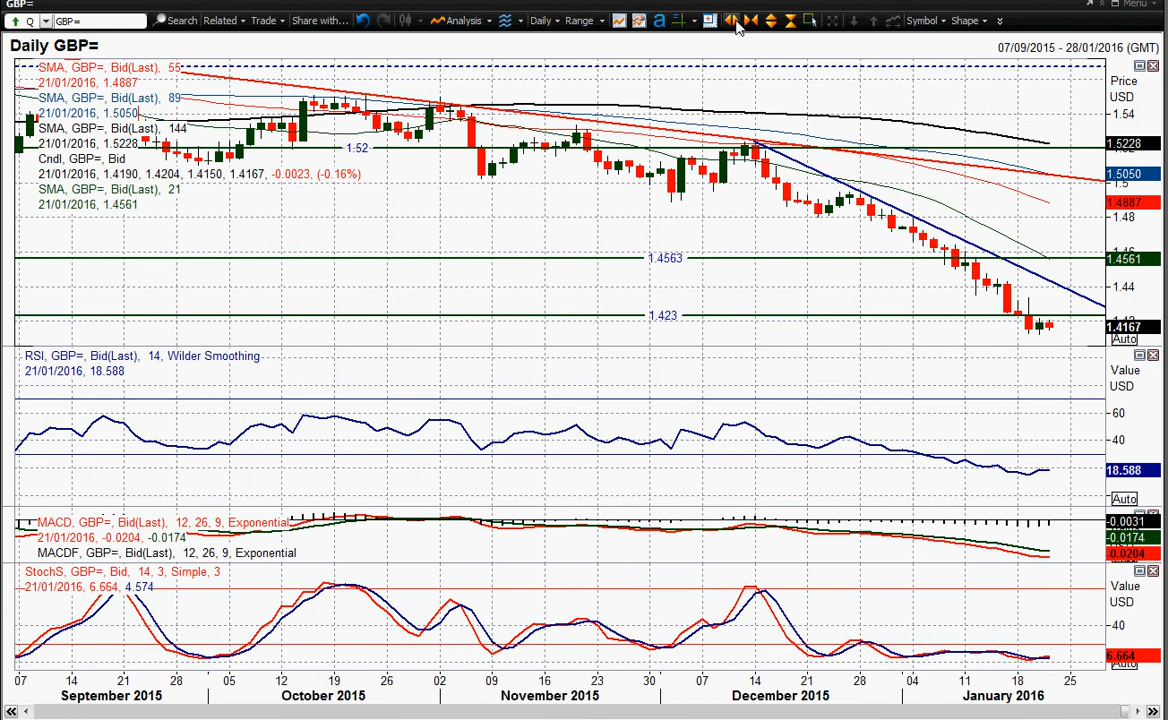 GBP=
Menu
Q GBP= Search Related Trade Share with... Analysis Daily Range a Symbol Shape
Daily GBP= 07/09/2015 - 28/01/2016 (GMT)
SMA, GBP=, Bid(Last), 55
21/01/2016, 1.4887
SMA, GBP=, Bid(Last), 89
21/01/2016, 1.5050
SMA, GBP=, Bid(Last), 144
21/01/2016, 1.5228
Cndl, GBP=, Bid
21/01/2016, 1.4190, 1.4204, 1.4150, 1.4167, -0.0023, (-0.16%)
SMA, GBP=, Bid(Last), 21
21/01/2016, 1.4561
1.52
1.4563
1.423
Price
USD
1.54
1.5228
1.5050
1.5
1.4887
1.48
1.4561
1.44
1.4167
Auto
RSI, GBP=, Bid(Last), 14, Wilder Smoothing
21/01/2016, 18.588
Value
USD
60
40
18.588
Auto
MACD, GBP=, Bid(Last), 12, 26, 9, Exponential
21/01/2016, -0.0204, -0.0174
MACDF, GBP=, Bid(Last), 12, 26, 9, Exponential
-0.0031
-0.0174
-0.0204
StochS, GBP=, Bid, 14, 3, Simple, 3
21/01/2016, 6.664, 4.574
Value
USD
40
6.664
Auto
07 14 21 28 05 12 19 26 02 09 16 23 30 07 14 21 28 04 11 18 25
September 2015 October 2015 November 2015 December 2015 January 2016